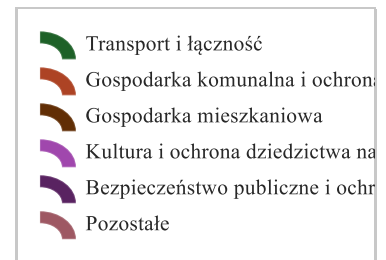 Transport i łączność
Gospodarka komunalna i ochrona
Gospodarka mieszkaniowa
Kultura i ochrona dziedzictwa na
Bezpieczeństwo publiczne i ochr
Pozostałe